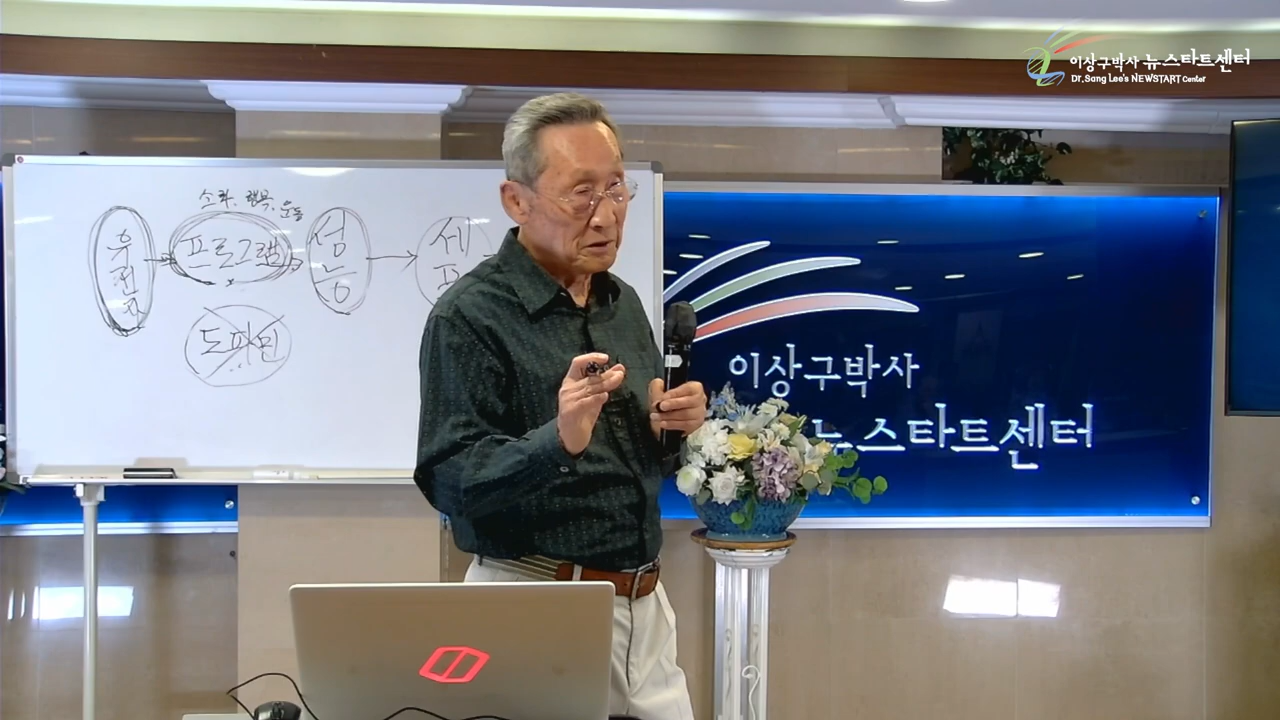 이상구박사 뉴스타트센터
Dr.Sang Lee's NEWSTART Center
소화, 행복, 운동
유전자 프로그램 성능 세포
도파민
이상구박사
뉴스타트센터